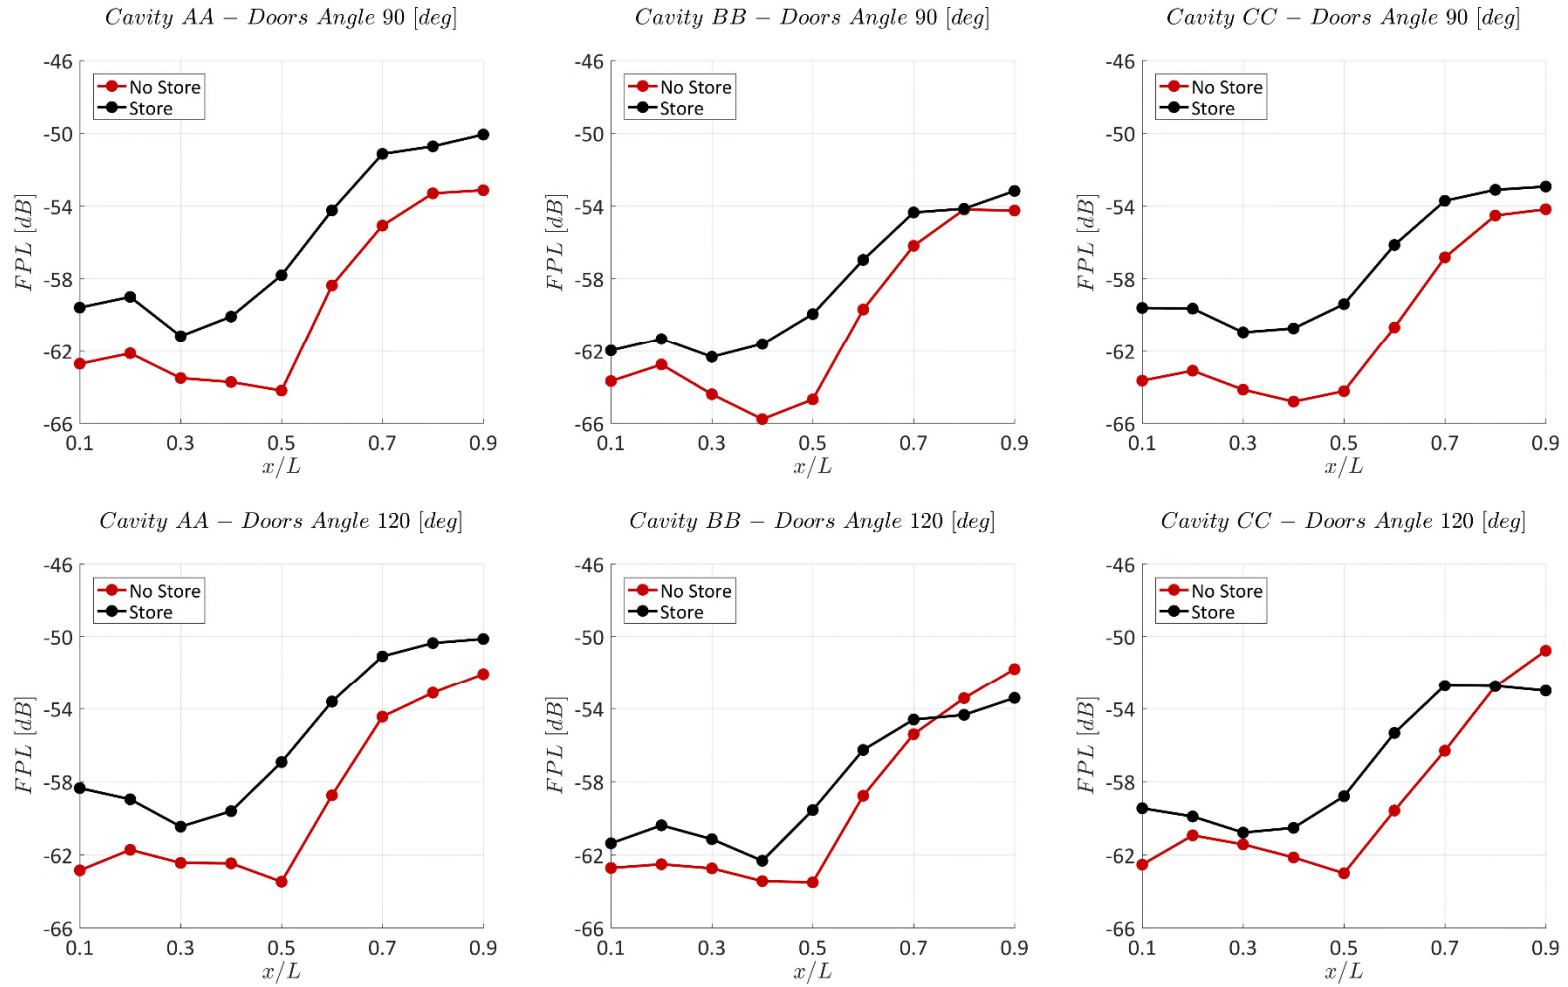 Cavity AA − Doors Angle 90 [deg]
Cavity BB − Doors Angle 90 [deg]
Cavity CC − Doors Angle 90 [deg]
-46
-50
-54
-58
-62
-66
FPL [dB]
No Store
Store
0.1
0.3
0.5
0.7
0.9
x/L
-46
-50
-54
-58
-62
-66
FPL [dB]
No Store
Store
0.1
0.3
0.5
0.7
0.9
x/L
-46
-50
-54
-58
-62
-66
FPL [dB]
No Store
Store
0.1
0.3
0.5
0.7
0.9
x/L
Cavity AA − Doors Angle 120 [deg]
Cavity BB − Doors Angle 120 [deg]
Cavity CC − Doors Angle 120 [deg]
-46
-50
-54
-58
-62
-66
FPL [dB]
No Store
Store
0.1
0.3
0.5
0.7
0.9
x/L
-46
-50
-54
-58
-62
-66
FPL [dB]
No Store
Store
0.1
0.3
0.5
0.7
0.9
x/L
-46
-50
-54
-58
-62
-66
FPL [dB]
No Store
Store
0.1
0.3
0.5
0.7
0.9
x/L